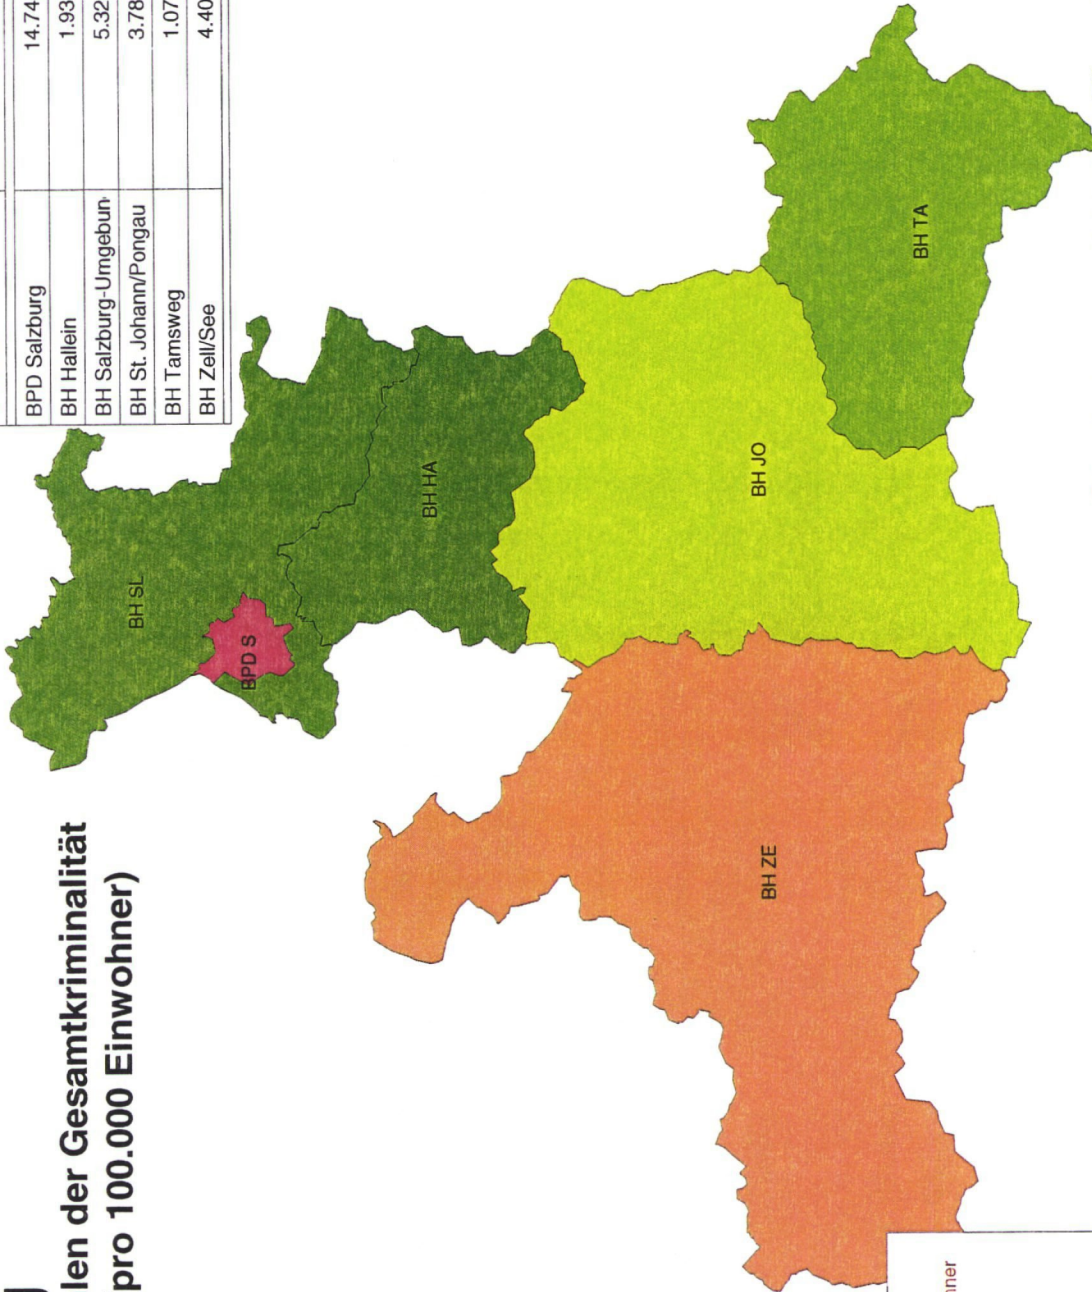 len der Gesamtkriminalität
pro 100.000 Einwohner)
BPD Salzburg 14.74
BH Hallein 1.93
BH Salzburg-Umgebun
5.32
BH St. Johann/Pongau 3.78
BH Tamsweg 1.07
BH Zell/See 4.40
BH SL
BPD S
BH HA
BH JO
BH TA
BH ZE